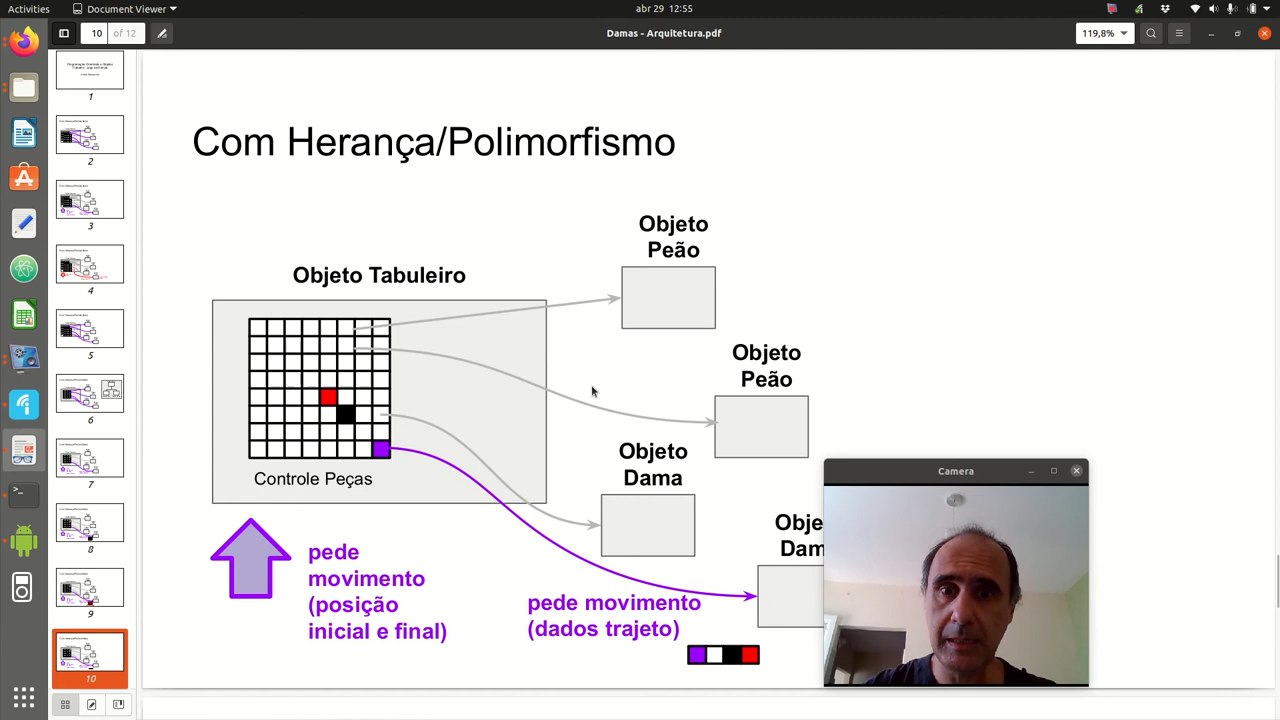 Activities
Document Viewer
abr 29 12:55
10
of 12
Damas - Arquitetura.pdf
119,8%
1
2
3
4
5
6
7
8
9
10
Com Herança/Polimorfismo
Objeto
Peão
Objeto Tabuleiro
Objeto
Peão
Objeto
Dama
Controle Peças
Obje
Dam
pede
movimento
(posição
inicial e final)
pede movimento
(dados trajeto)
Camera